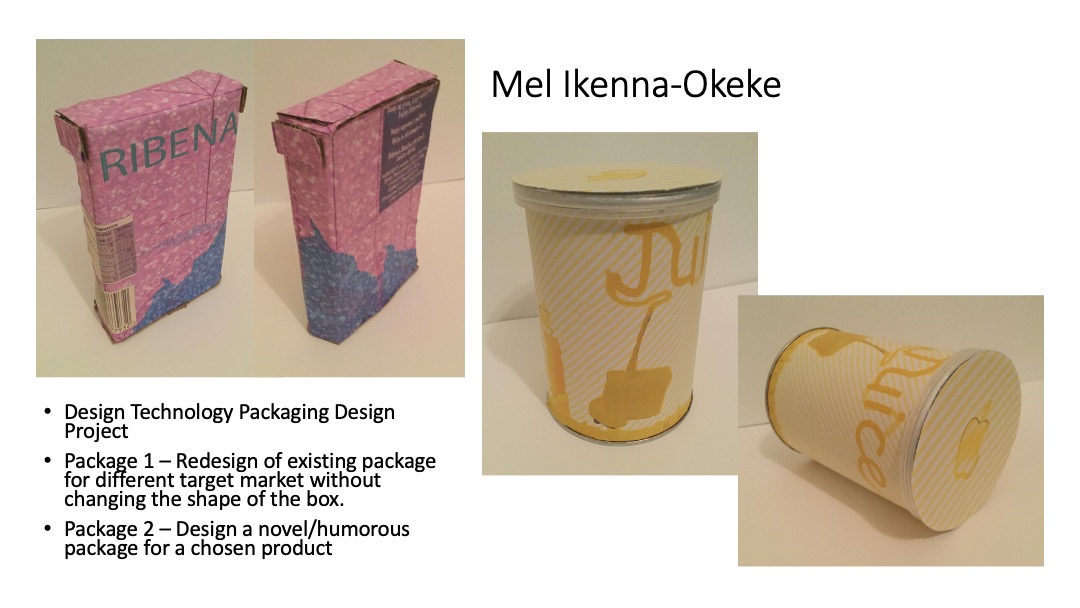 Mel Ikenna-Okeke
RIBENA
Jui
Juice
• Design Technology Packaging Design
Project
• Package 1 – Redesign of existing package
for different target market without
changing the shape of the box.
• Package 2 – Design a novel/humorous
package for a chosen product